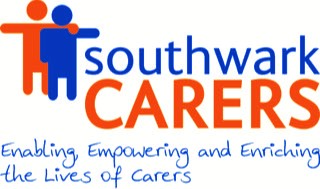 southwark
CARERS
Enabling, Empowering and Enriching
the Lives of Carers